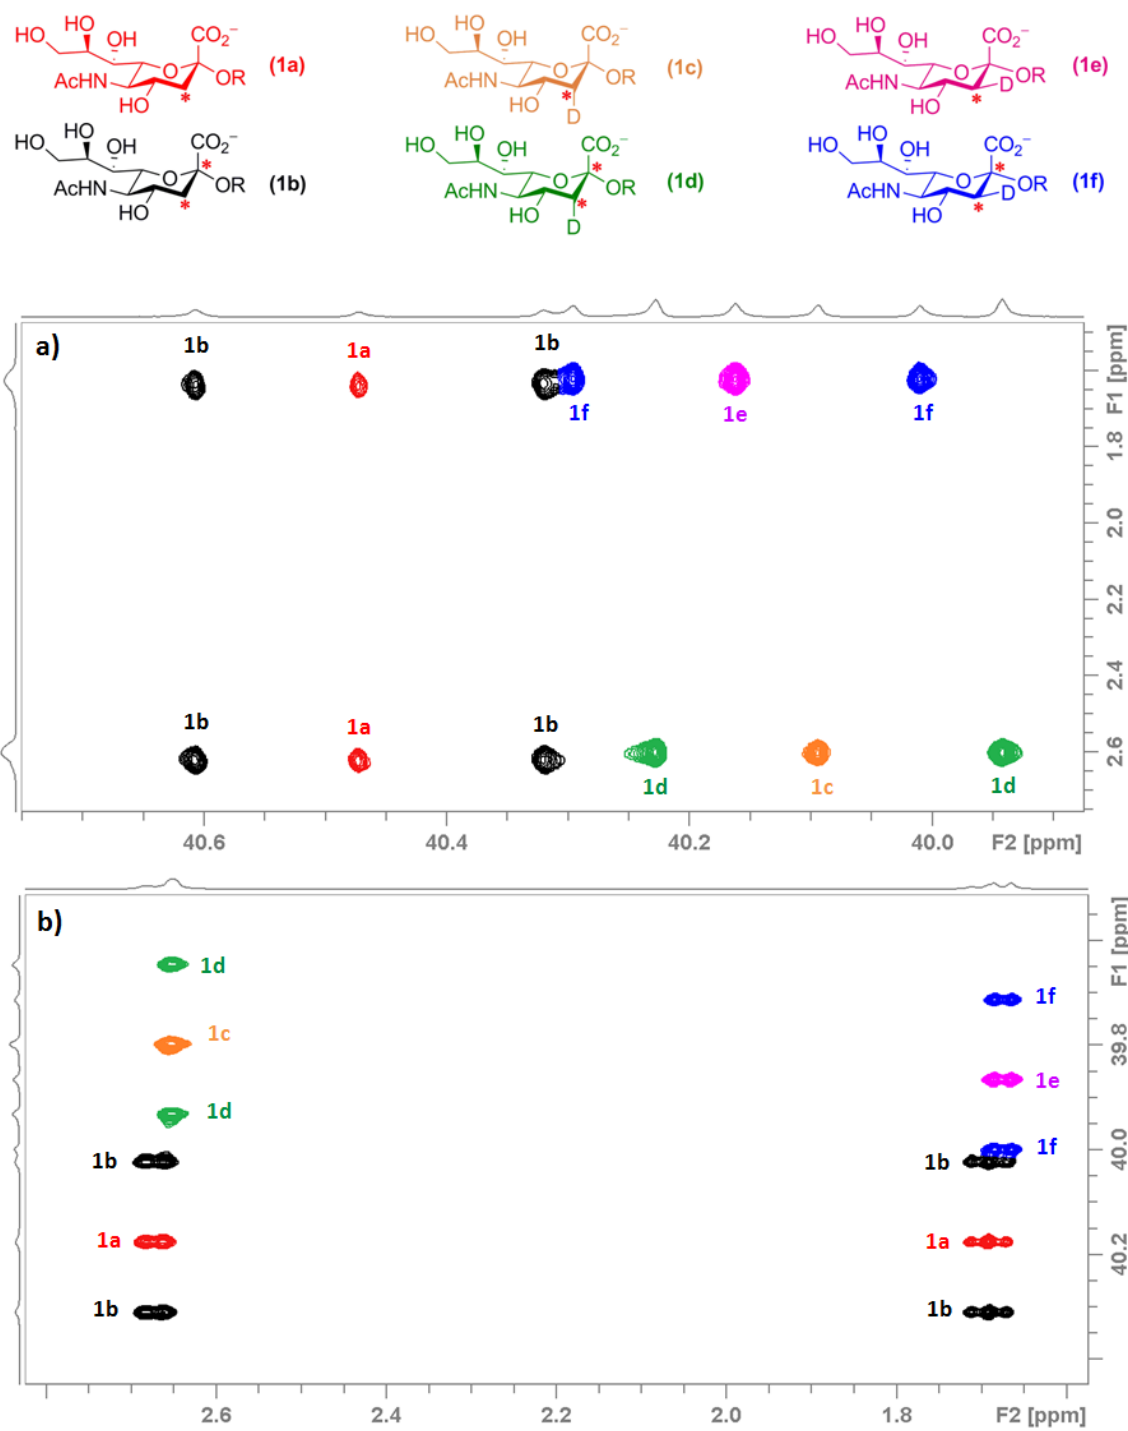 HO HO OH CO2− O OR AcHN HO * (1a)
HO HO OH CO2− O OR AcHN HO * D (1c)
HO HO OH CO2− O OR D AcHN HO * (1e)
HO HO OH CO2− * O OR AcHN HO * (1b)
HO HO OH CO2− * O OR AcHN HO * D (1d)
HO HO OH CO2− * O OR D AcHN HO * (1f)
a)
1b 1a 1b
1f 1e 1f
1b 1a 1b
1d 1c 1d
F1 [ppm]
1.8
2.0
2.2
2.4
2.6
40.6 40.4 40.2 40.0 F2 [ppm]
b)
1d
1f
1c
1e
1d
1f
1b 1b
1a 1a
1b 1b
F1 [ppm]
39.8
40.0
40.2
2.6 2.4 2.2 2.0 1.8 F2 [ppm]